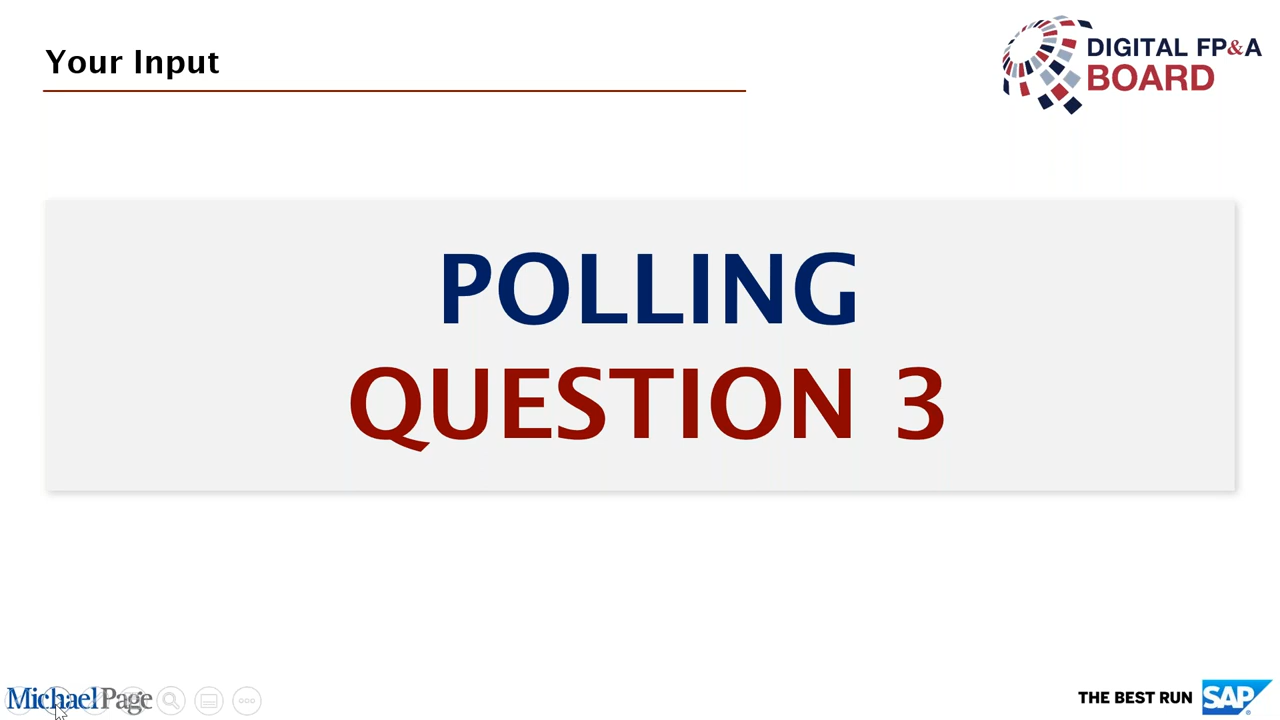 Your Input
DIGITAL FP&A
BOARD
POLLING
QUESTION 3
MichaelPage
THE BEST RUN SAP